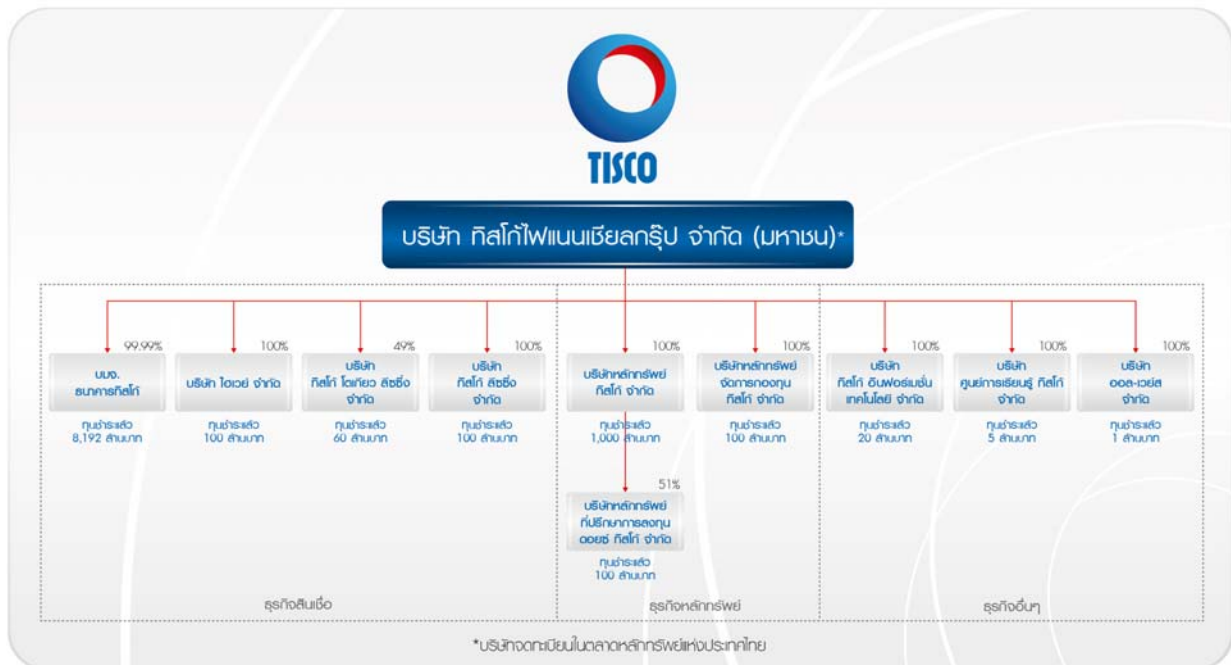 TISCO
บริษัท ทิสโก้ไฟแนนเชียลกรุ๊ป จำกัด (มหาชน)*
99.99%
บมจ.
ธนาคารทิสโก้
ทุนชำระแล้ว
8,192 ล้านบาท
100%
บริษัท ไฮเวย์ จำกัด
ทุนชำระแล้ว
100 ล้านบาท
49%
บริษัท
ทิสโก้ โตเกียว ลีซซิ่ง
จำกัด
ทุนชำระแล้ว
60 ล้านบาท
100%
บริษัท
ทิสโก้ ลีซซิ่ง
จำกัด
ทุนชำระแล้ว
100 ล้านบาท
100%
บริษัทหลักทรัพย์
ทิสโก้ จำกัด
ทุนชำระแล้ว
1,000 ล้านบาท
51%
บริษัทหลักทรัพย์
ที่ปรึกษาการลงทุน
ดอยซ์ ทิสโก้ จำกัด
ทุนชำระแล้ว
100 ล้านบาท
100%
บริษัทหลักทรัพย์
จัดการกองทุน
ทิสโก้ จำกัด
ทุนชำระแล้ว
100 ล้านบาท
100%
บริษัท
ทิสโก้ อินฟอร์เมชั่น
เทคโนโลยี จำกัด
ทุนชำระแล้ว
20 ล้านบาท
100%
บริษัท
ศูนย์การเรียนรู้ ทิสโก้
จำกัด
ทุนชำระแล้ว
5 ล้านบาท
100%
บริษัท
ออล-เวย์ส
จำกัด
ทุนชำระแล้ว
1 ล้านบาท
ธุรกิจสินเชื่อ
ธุรกิจหลักทรัพย์
ธุรกิจอื่นๆ
*บริษัทจดทะเบียนในตลาดหลักทรัพย์แห่งประเทศไทย